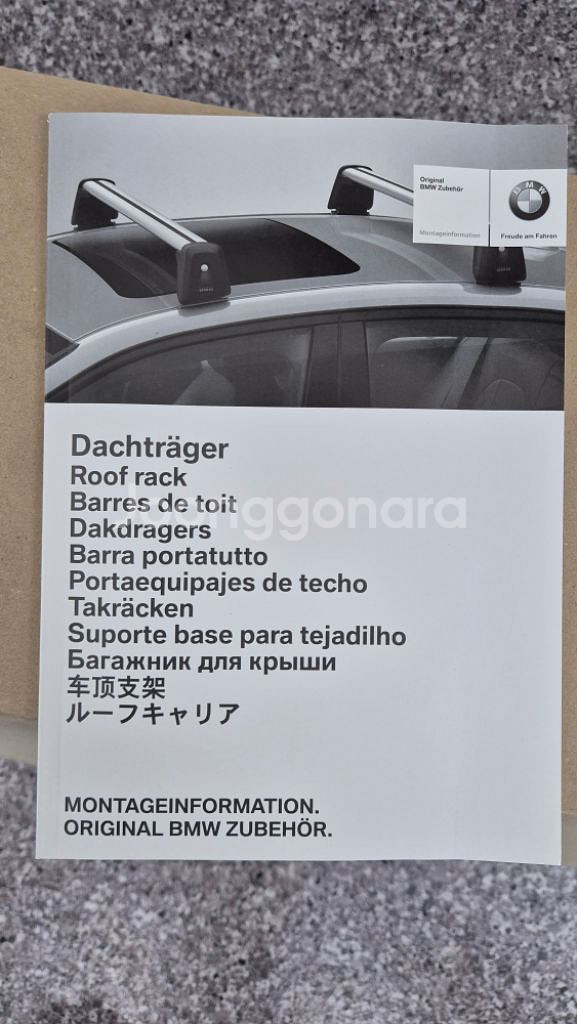 Original
BMW Zubehör
BMW
Montageinformation
Freude am Fahren
Dachträger
Roof rack
Barres de toit
Dakdragers
Barra portatutto
Portaequipajes de techo
Takräcken
Suporte base para tejadilho
Багажник для крыши
车顶支架
ルーフキャリア
Joonggonara
MONTAGEINFORMATION.
ORIGINAL BMW ZUBEHÖR.